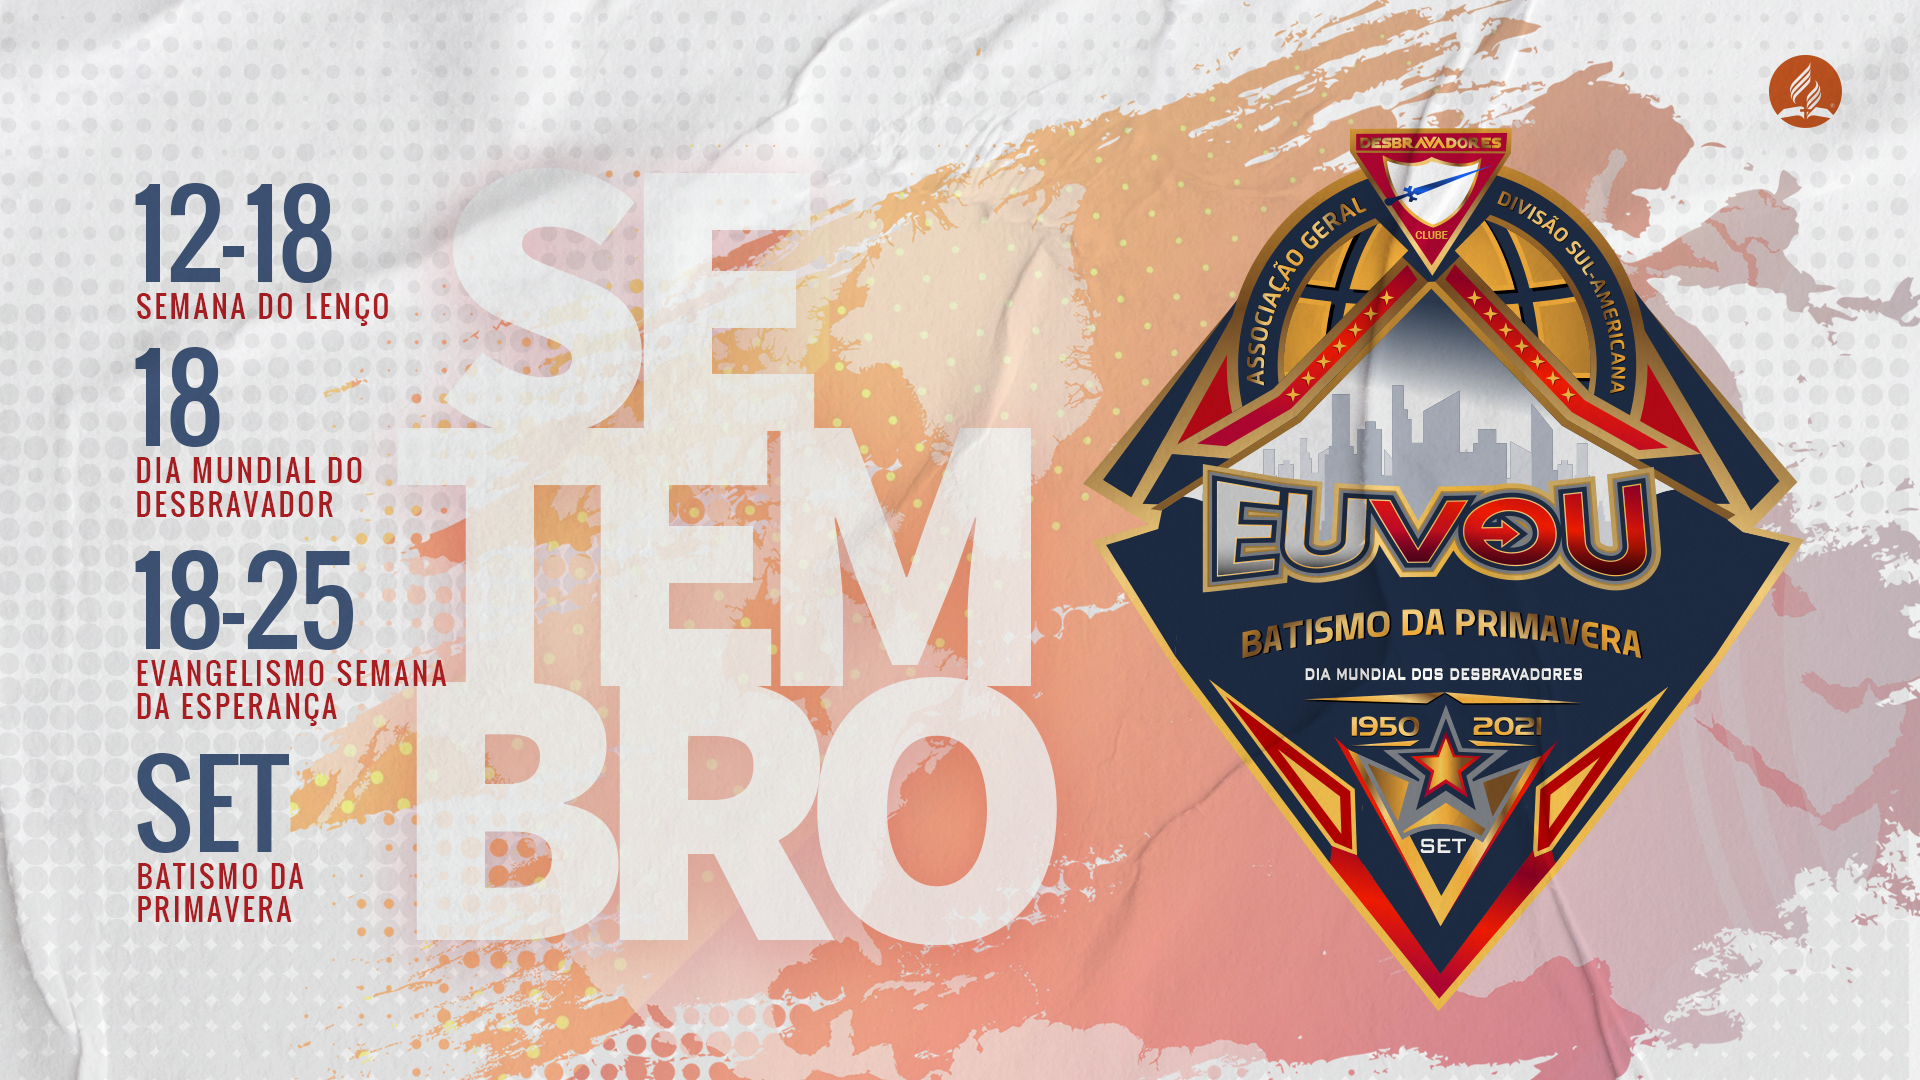 12-18
SEMANA DO LENÇO
18
DIA MUNDIAL DO
DESBRAVADOR
18-25
EVANGELISMO SEMANA
DA ESPERANÇA
SET
BATISMO DA
PRIMAVERA
SE
TEM
BRO
DESBRAVADORES
CLUBE
ASSOCIAÇÃO GERAL
DIVISÃO SUL-AMERICANA
EU VOU
BATISMO DA PRIMAVERA
DIA MUNDIAL DOS DESBRAVADORES
1950 2021
SET